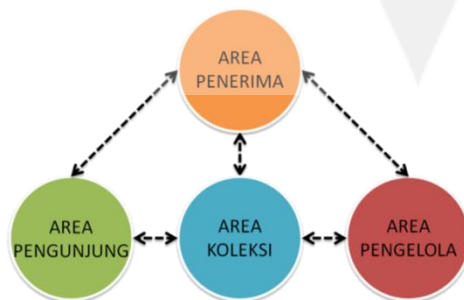 AREA
PENERIMA
AREA
PENGUNJUNG
AREA
KOLEKSI
AREA
PENGELOLA